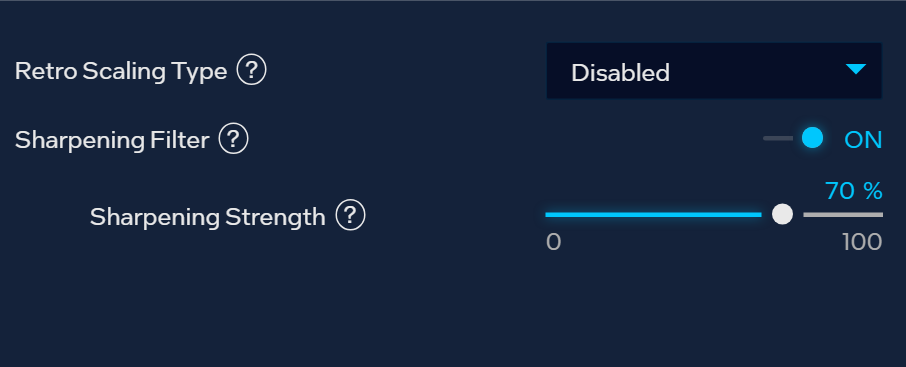 Retro Scaling Type ?
Disabled
Sharpening Filter ?
ON
70 %
Sharpening Strength ?
0
100